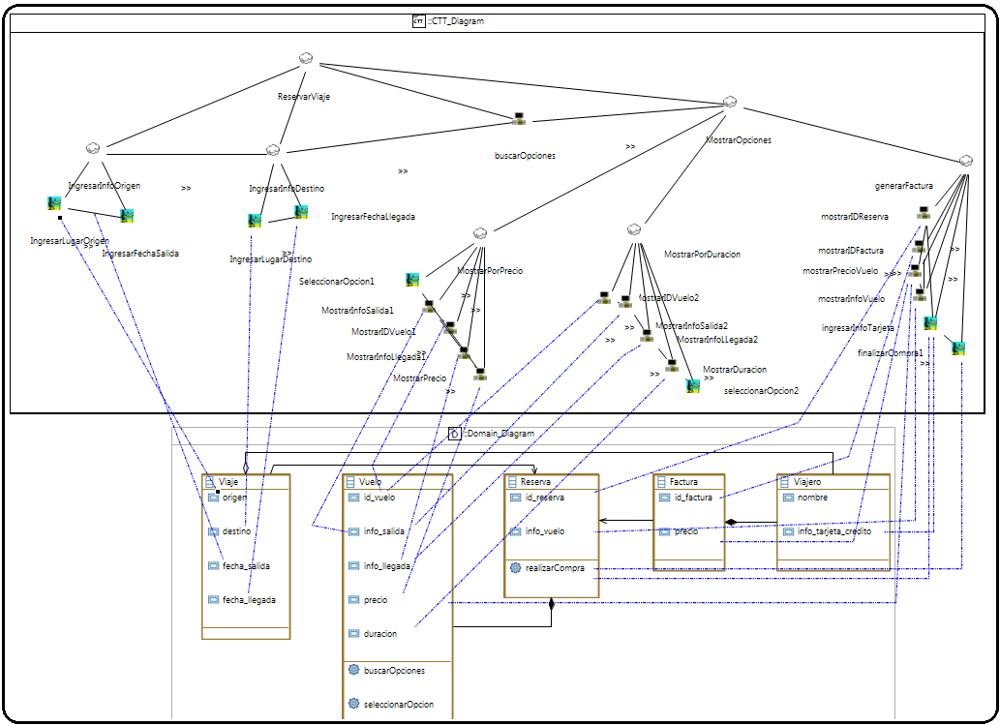 CTT ::CTT_Diagram
ReservarViaje
MostrarOpciones
buscarOpciones
>>
IngresarInfoOrigen
>>
IngresarInfoDestino
>>
generarFactura
IngresarFechaLlegada
mostrarIDReserva
IngresarLugarOrigen
>>
IngresarFechaSalida
IngresarLugarDestino
>>
MostrarPorPrecio
MostrarPorDuracion
mostrarIDFactura
>>
mostrarPrecioVuelo
>>
>>
SeleccionarOpcion1
>>
MostrarIDVuelo2
mostrarInfoVuelo
MostrarInfoSalida1
>>
MostrarIDVuelo1
>>
MostrarInfoSalida2
ingresarInfoTarjeta
>>
MostrarInfoLlegada2
MostrarInfoLlegada1
>>
finalizarCompra1
>>
MostrarPrecio
>>
MostrarDuracion
>>
>>
seleccionarOpcion2
D ::Domain_Diagram
Viaje
origen
destino
fecha_salida
fecha_llegada
Vuelo
id_vuelo
info_salida
info_llegada
precio
duracion
buscarOpciones
seleccionarOpcion
Reserva
id_reserva
info_vuelo
realizarCompra
Factura
id_factura
precio
Viajero
nombre
info_tarjeta_credito